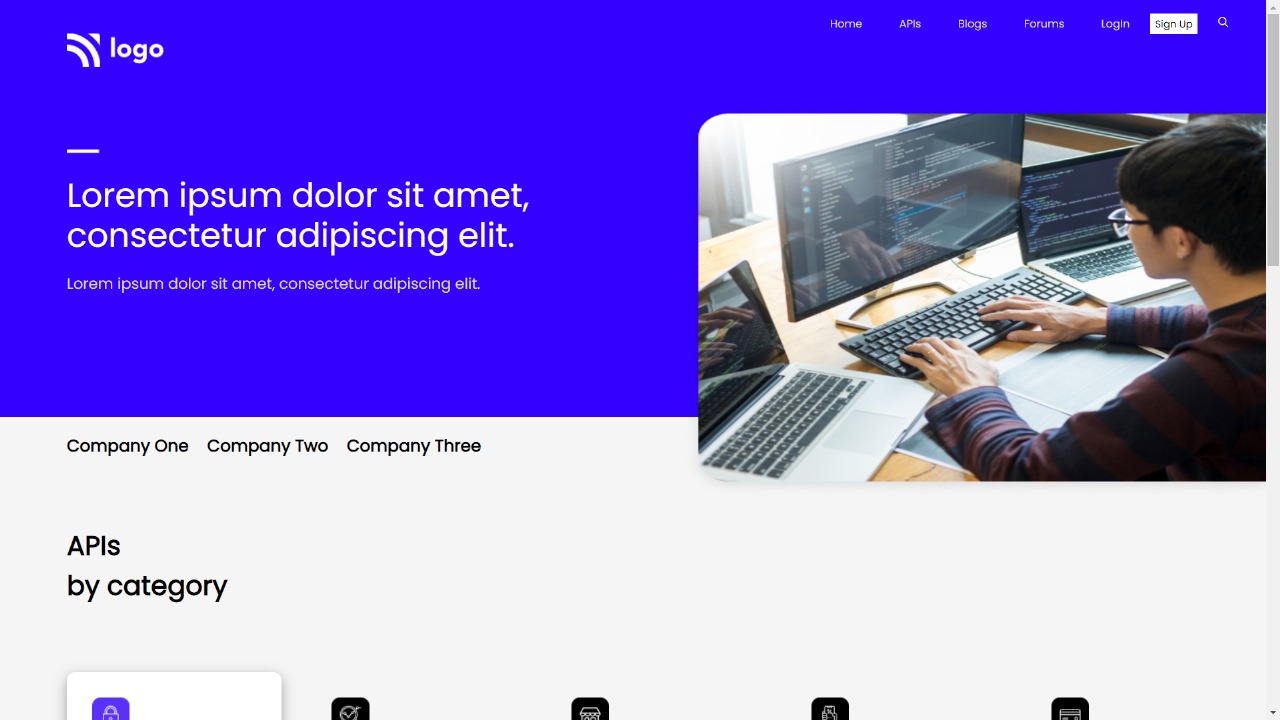 Home APIs Blogs Forums LogIn Sign Up
logo
Lorem ipsum dolor sit amet,
consectetur adipiscing elit.
Lorem ipsum dolor sit amet, consectetur adipiscing elit.
Company One Company Two Company Three
APIs
by category